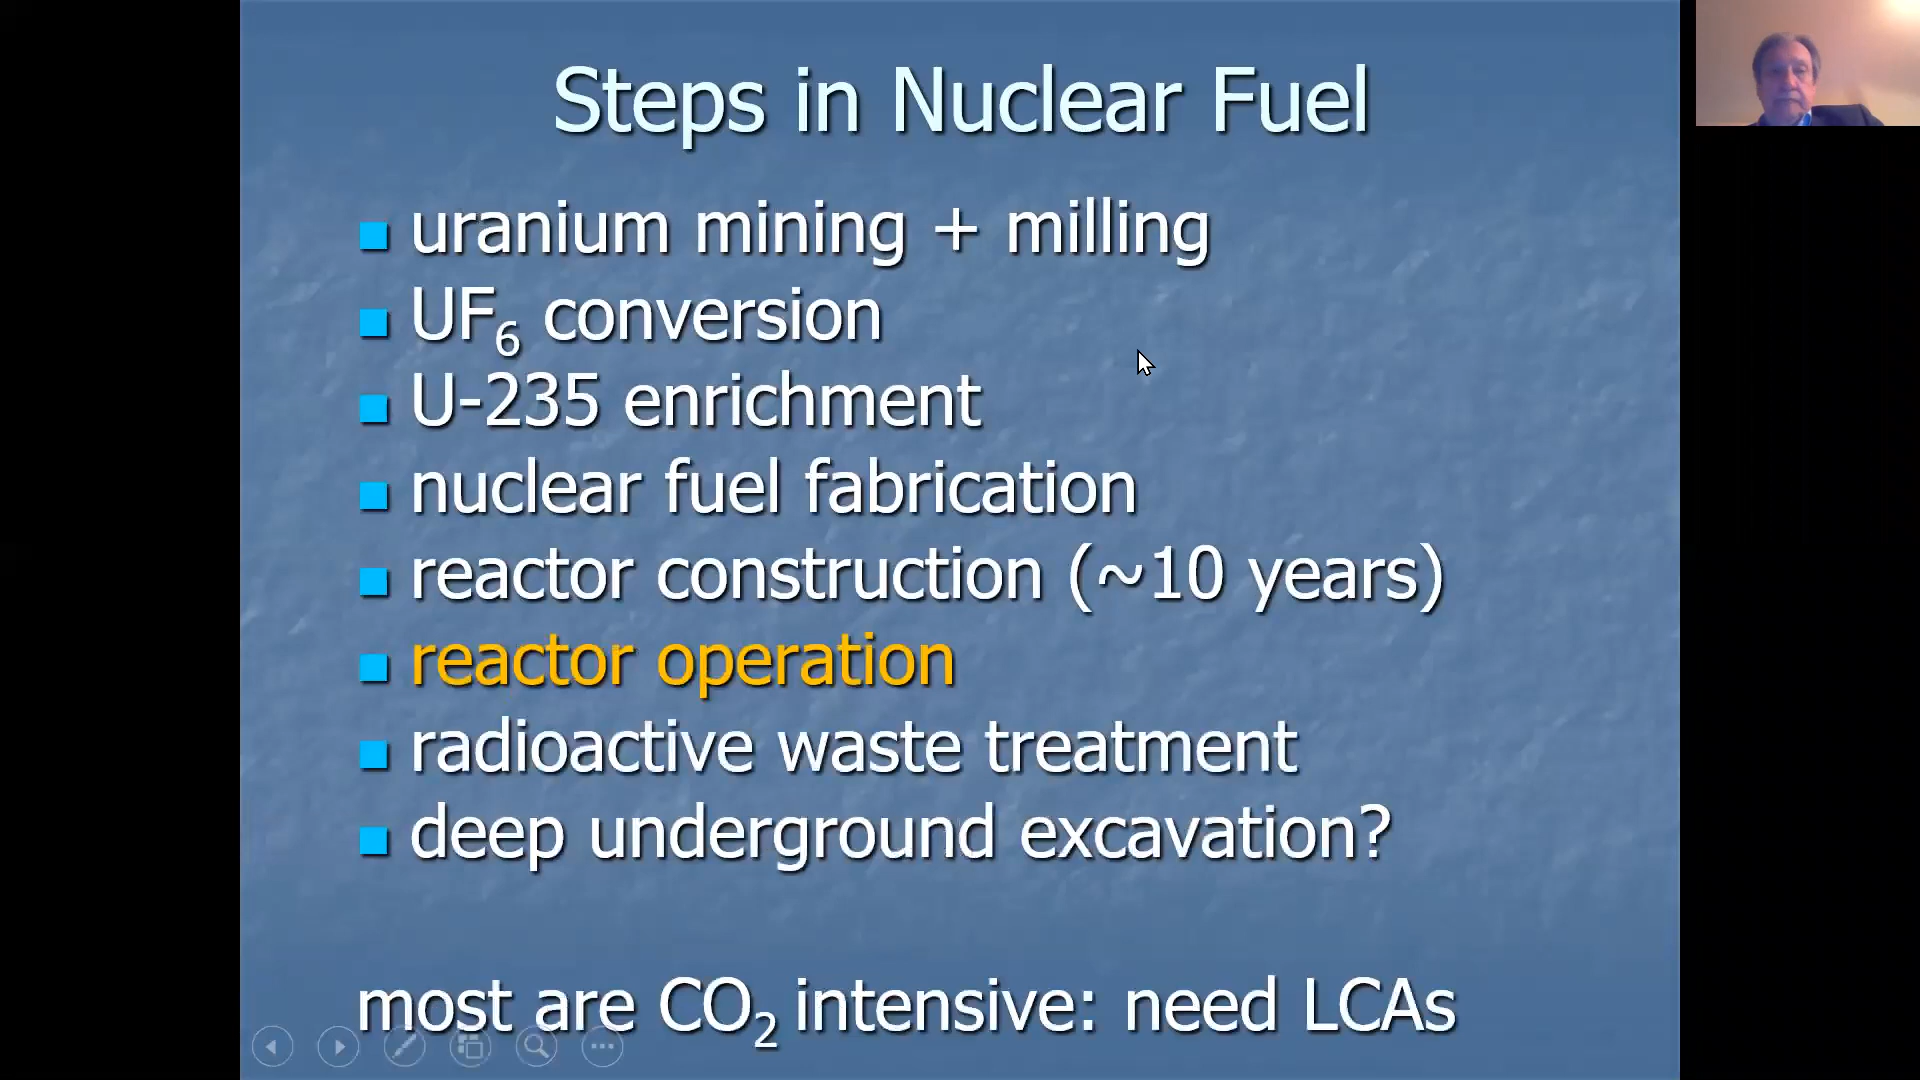 Steps in Nuclear Fuel
uranium mining + milling
UF₆ conversion
U-235 enrichment
nuclear fuel fabrication
reactor construction (~10 years)
reactor operation
radioactive waste treatment
deep underground excavation?
most are CO₂ intensive: need LCAs